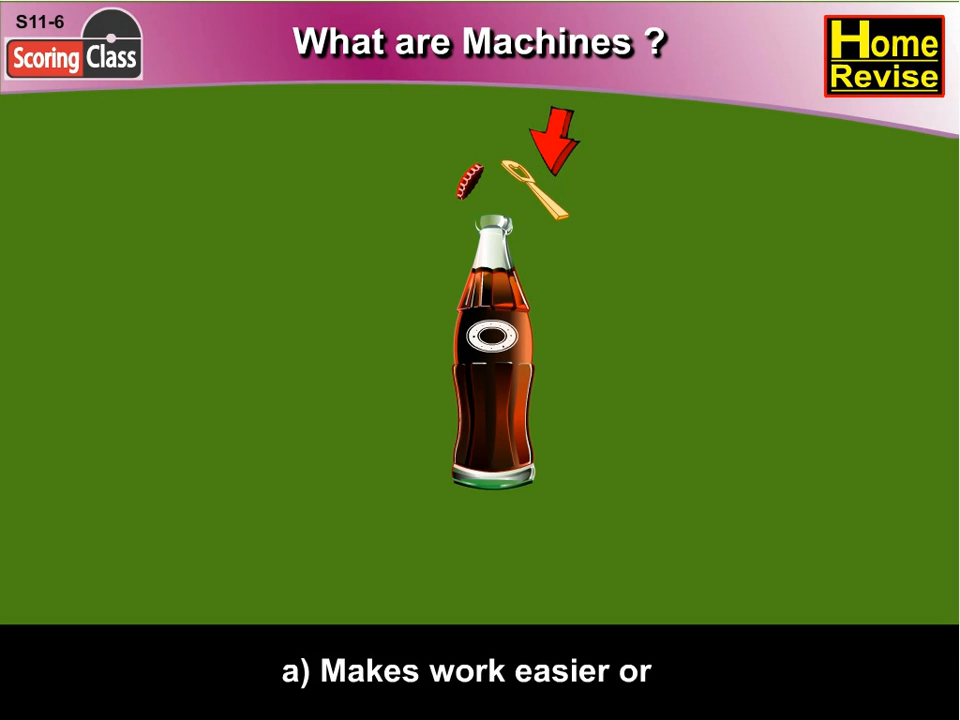 S11-6
Scoring Class
What are Machines ?
Home
Revise
a) Makes work easier or